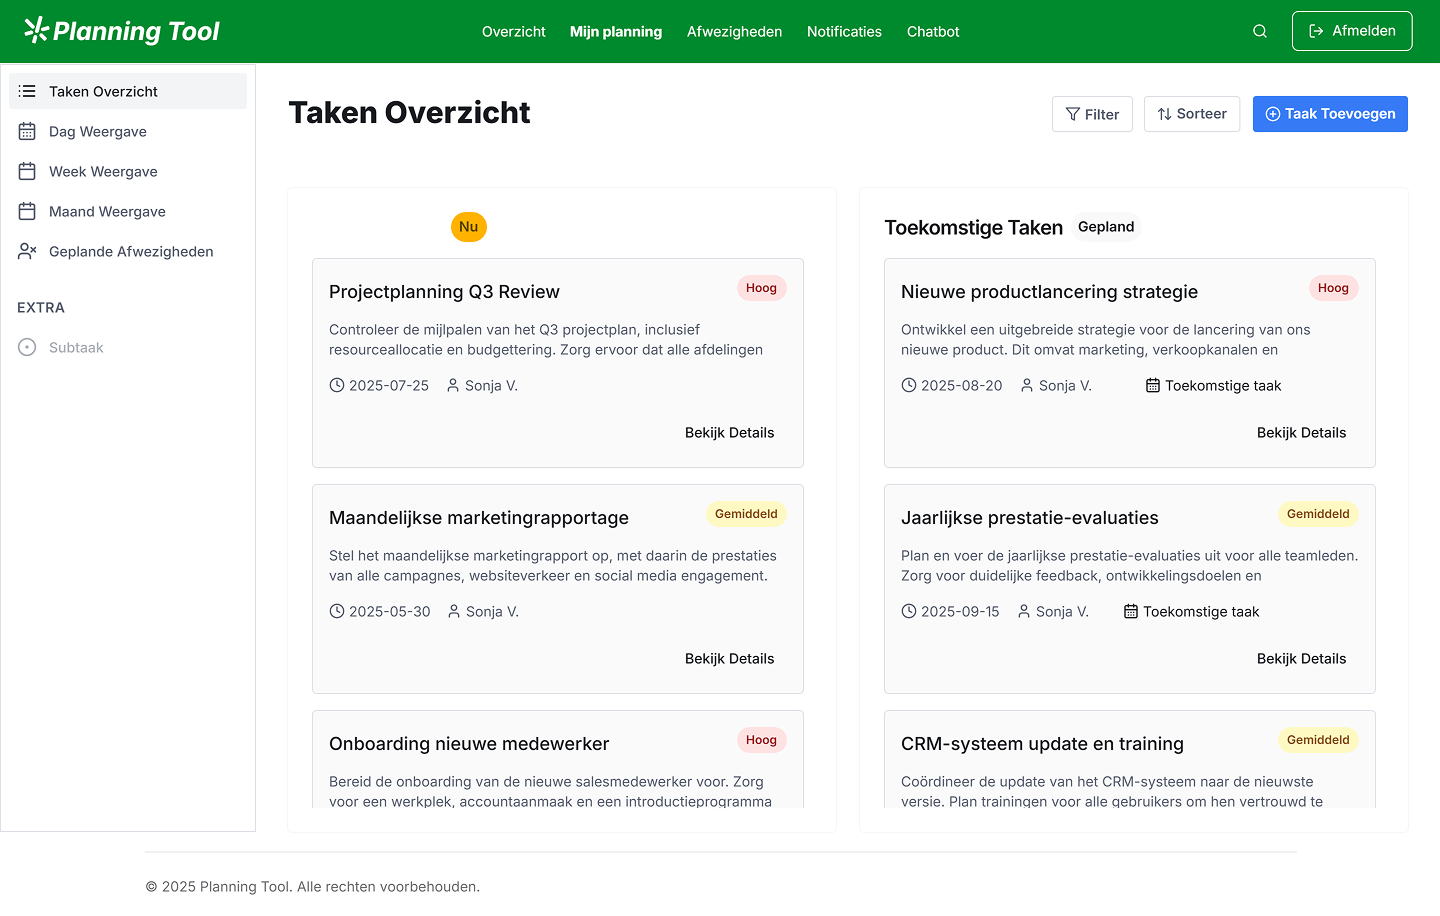 Planning Tool
Overzicht
Mijn planning
Afwezigheden
Notificaties
Chatbot
Afmelden
Taken Overzicht
Dag Weergave
Week Weergave
Maand Weergave
Geplande Afwezigheden
EXTRA
Subtaak
Taken Overzicht
Filter
Sorteer
Taak Toevoegen
Nu
Projectplanning Q3 Review
Hoog
Controleer de mijlpalen van het Q3 projectplan, inclusief
resourceallocatie en budgettering. Zorg ervoor dat alle afdelingen
2025-07-25 Sonja V.
Bekijk Details
Maandelijkse marketingrapportage
Gemiddeld
Stel het maandelijkse marketingrapport op, met daarin de prestaties
van alle campagnes, websiteverkeer en social media engagement.
2025-05-30 Sonja V.
Bekijk Details
Onboarding nieuwe medewerker
Hoog
Bereid de onboarding van de nieuwe salesmedewerker voor. Zorg
voor een werkplek, accountaanmaak en een introductieprogramma
Toekomstige Taken Gepland
Nieuwe productlancering strategie
Hoog
Ontwikkel een uitgebreide strategie voor de lancering van ons
nieuwe product. Dit omvat marketing, verkoopkanalen en
2025-08-20 Sonja V. Toekomstige taak
Bekijk Details
Jaarlijkse prestatie-evaluaties
Gemiddeld
Plan en voer de jaarlijkse prestatie-evaluaties uit voor alle teamleden.
Zorg voor duidelijke feedback, ontwikkelingsdoelen en
2025-09-15 Sonja V. Toekomstige taak
Bekijk Details
CRM-systeem update en training
Gemiddeld
Coördineer de update van het CRM-systeem naar de nieuwste
versie. Plan trainingen voor alle gebruikers om hen vertrouwd te
© 2025 Planning Tool. Alle rechten voorbehouden.